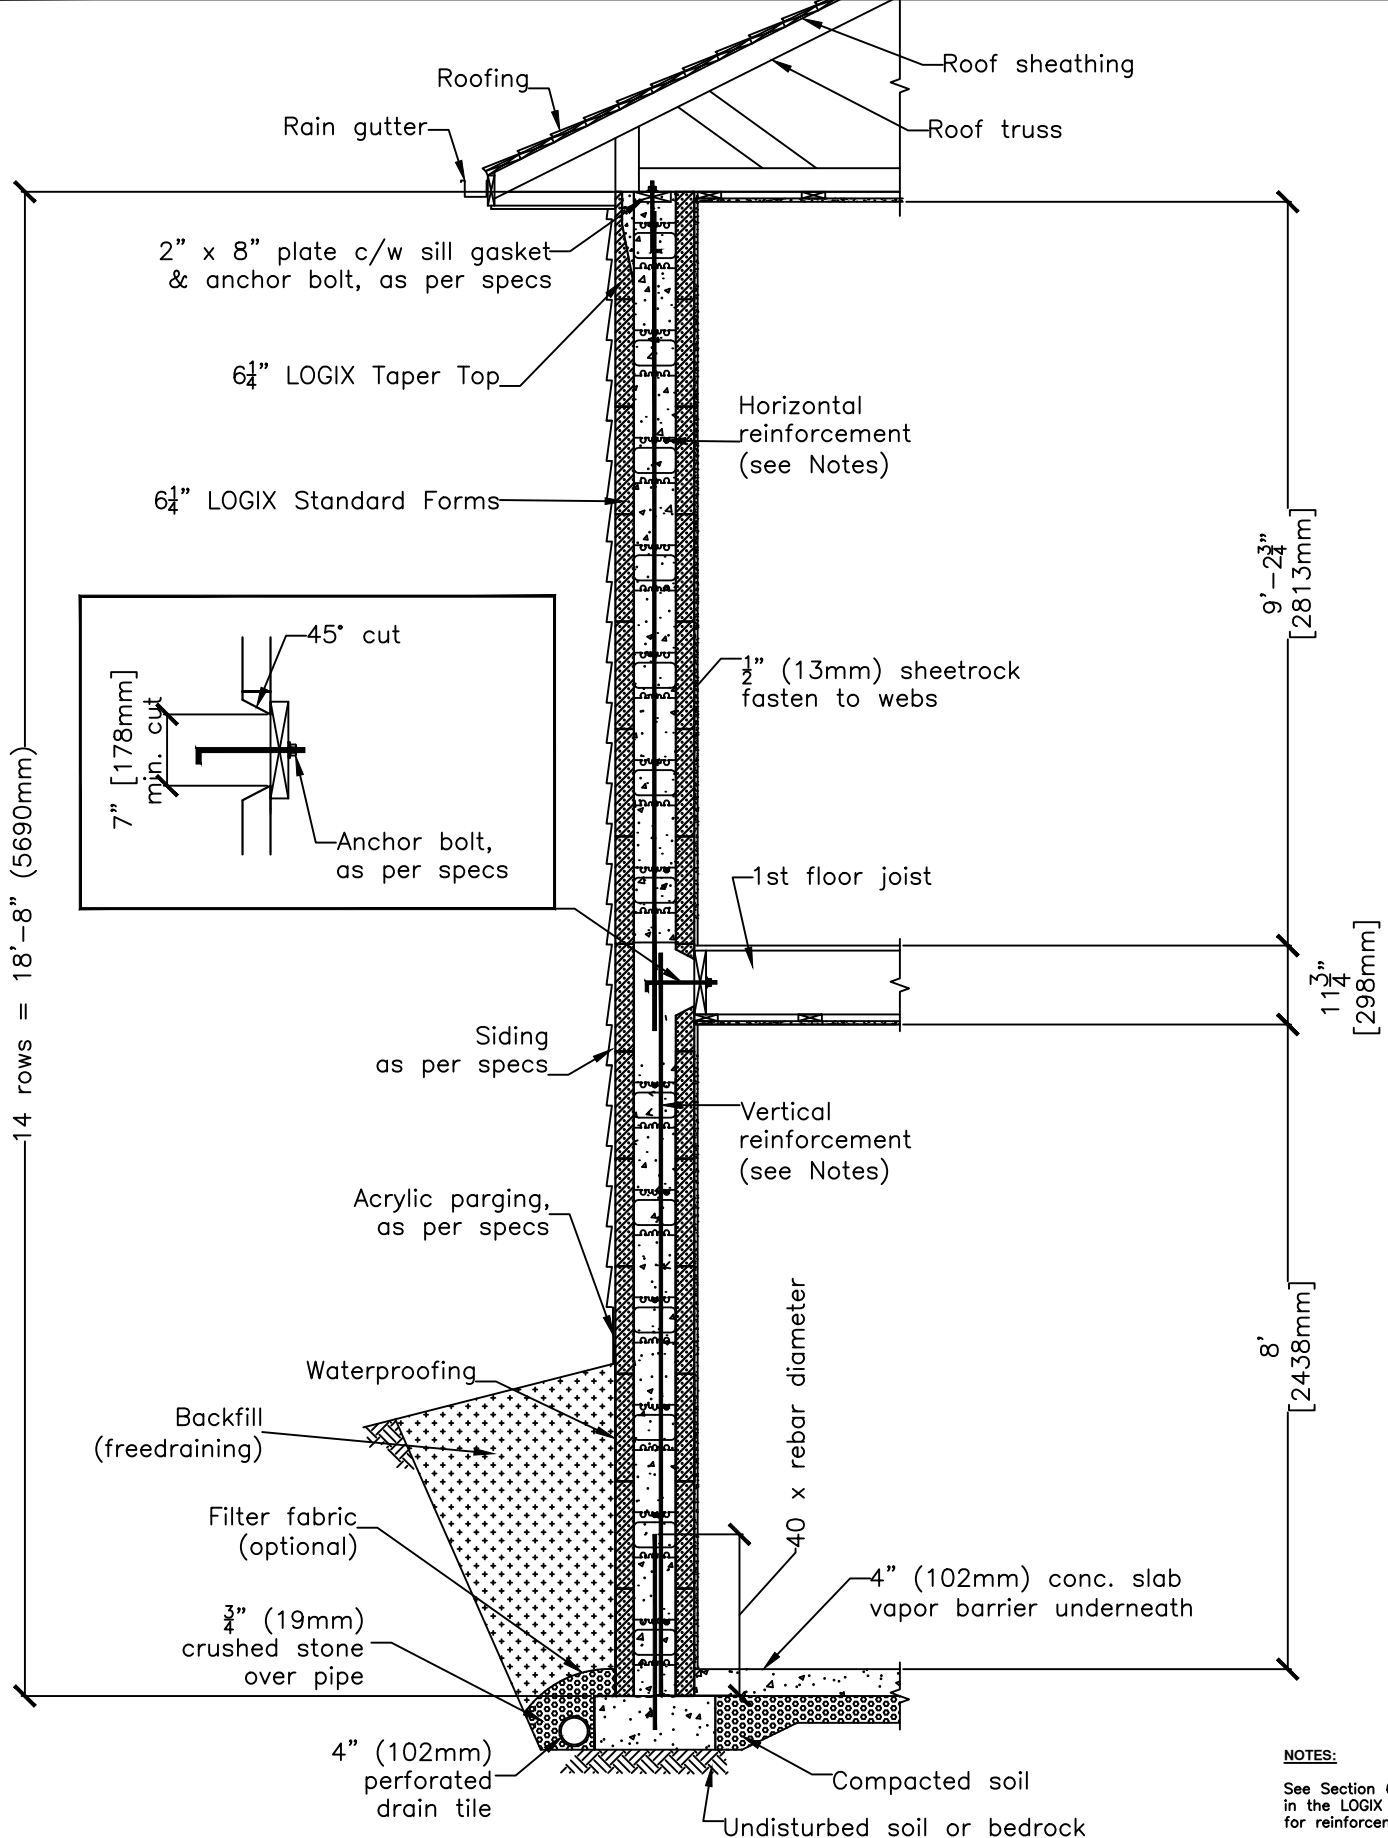 Roof sheathing
Roofing
Rain gutter
Roof truss
2" x 8" plate c/w sill gasket
& anchor bolt, as per specs
6¼" LOGIX Taper Top
Horizontal
reinforcement
(see Notes)
6¼" LOGIX Standard Forms
9'-2¾"
[2813mm]
45° cut
7" [178mm]
min. cut
½" (13mm) sheetrock
fasten to webs
Anchor bolt,
as per specs
1st floor joist
14 rows = 18'-8" (5690mm)
11¾"
[298mm]
Siding
as per specs
Vertical
reinforcement
(see Notes)
Acrylic parging,
as per specs
8'
[2438mm]
Waterproofing
40 x rebar diameter
Backfill
(freedraining)
Filter fabric
(optional)
4" (102mm) conc. slab
vapor barrier underneath
¾" (19mm)
crushed stone
over pipe
4" (102mm)
perforated
drain tile
Compacted soil
Undisturbed soil or bedrock
NOTES:
See Section
in the LOGIX
for